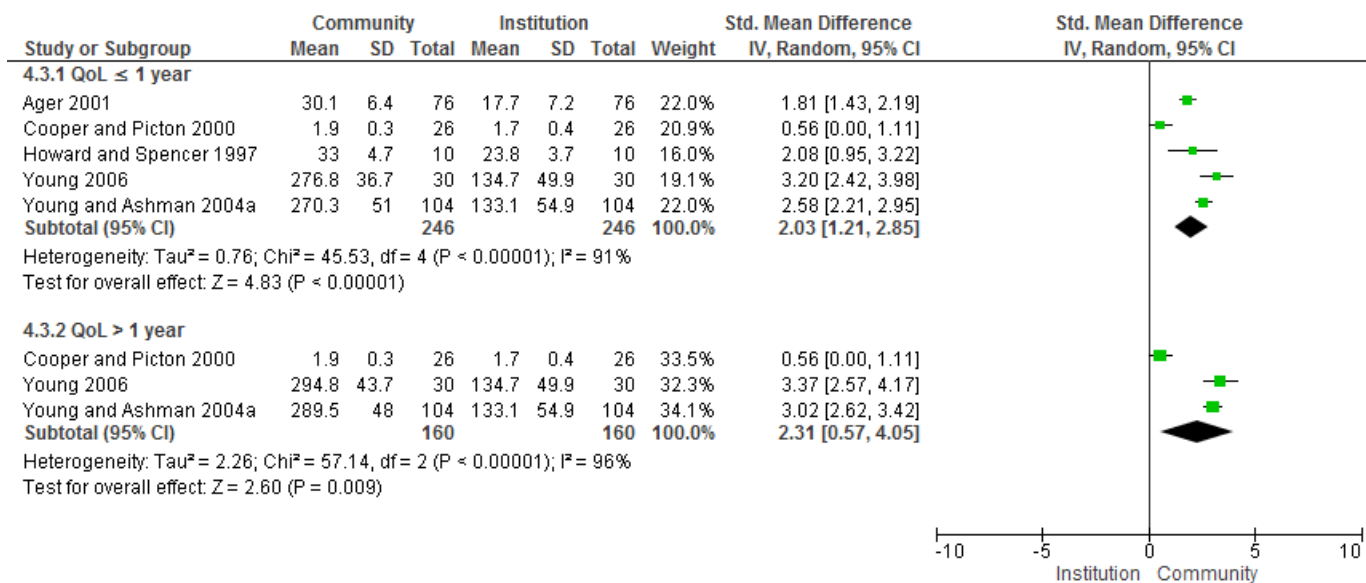 Community Institution Std. Mean Difference Std. Mean Difference
Study or Subgroup Mean SD Total Mean SD Total Weight IV, Random, 95% CI IV, Random, 95% CI
4.3.1 QoL ≤ 1 year
Ager 2001 30.1 6.4 76 17.7 7.2 76 22.0% 1.81 [1.43, 2.19]
Cooper and Picton 2000 1.9 0.3 26 1.7 0.4 26 20.9% 0.56 [0.00, 1.11]
Howard and Spencer 1997 33 4.7 10 23.8 3.7 10 16.0% 2.08 [0.95, 3.22]
Young 2006 276.8 36.7 30 134.7 49.9 30 19.1% 3.20 [2.42, 3.98]
Young and Ashman 2004a 270.3 51 104 133.1 54.9 104 22.0% 2.58 [2.21, 2.95]
Subtotal (95% CI) 246 246 100.0% 2.03 [1.21, 2.85]
Heterogeneity: Tau² = 0.76; Chi² = 45.53, df = 4 (P < 0.00001); I² = 91%
Test for overall effect: Z = 4.83 (P < 0.00001)
4.3.2 QoL > 1 year
Cooper and Picton 2000 1.9 0.3 26 1.7 0.4 26 33.5% 0.56 [0.00, 1.11]
Young 2006 294.8 43.7 30 134.7 49.9 30 32.3% 3.37 [2.57, 4.17]
Young and Ashman 2004a 289.5 48 104 133.1 54.9 104 34.1% 3.02 [2.62, 3.42]
Subtotal (95% CI) 160 160 100.0% 2.31 [0.57, 4.05]
Heterogeneity: Tau² = 2.26; Chi² = 57.14, df = 2 (P < 0.00001); I² = 96%
Test for overall effect: Z = 2.60 (P = 0.009)
-10 -5 0 5 10
Institution Community